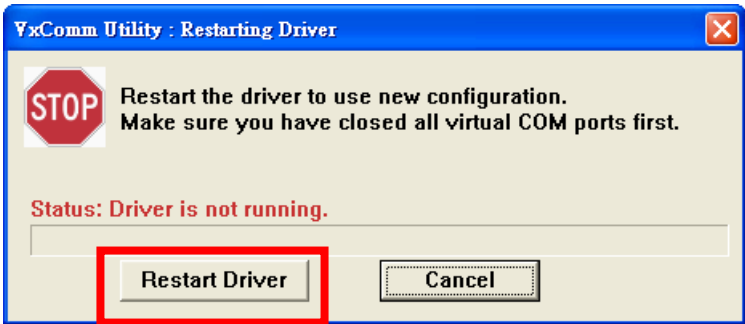 VxComm Utility : Restarting Driver
STOP
Restart the driver to use new configuration.
Make sure you have closed all virtual COM ports first.
Status: Driver is not running.
Restart Driver
Cancel